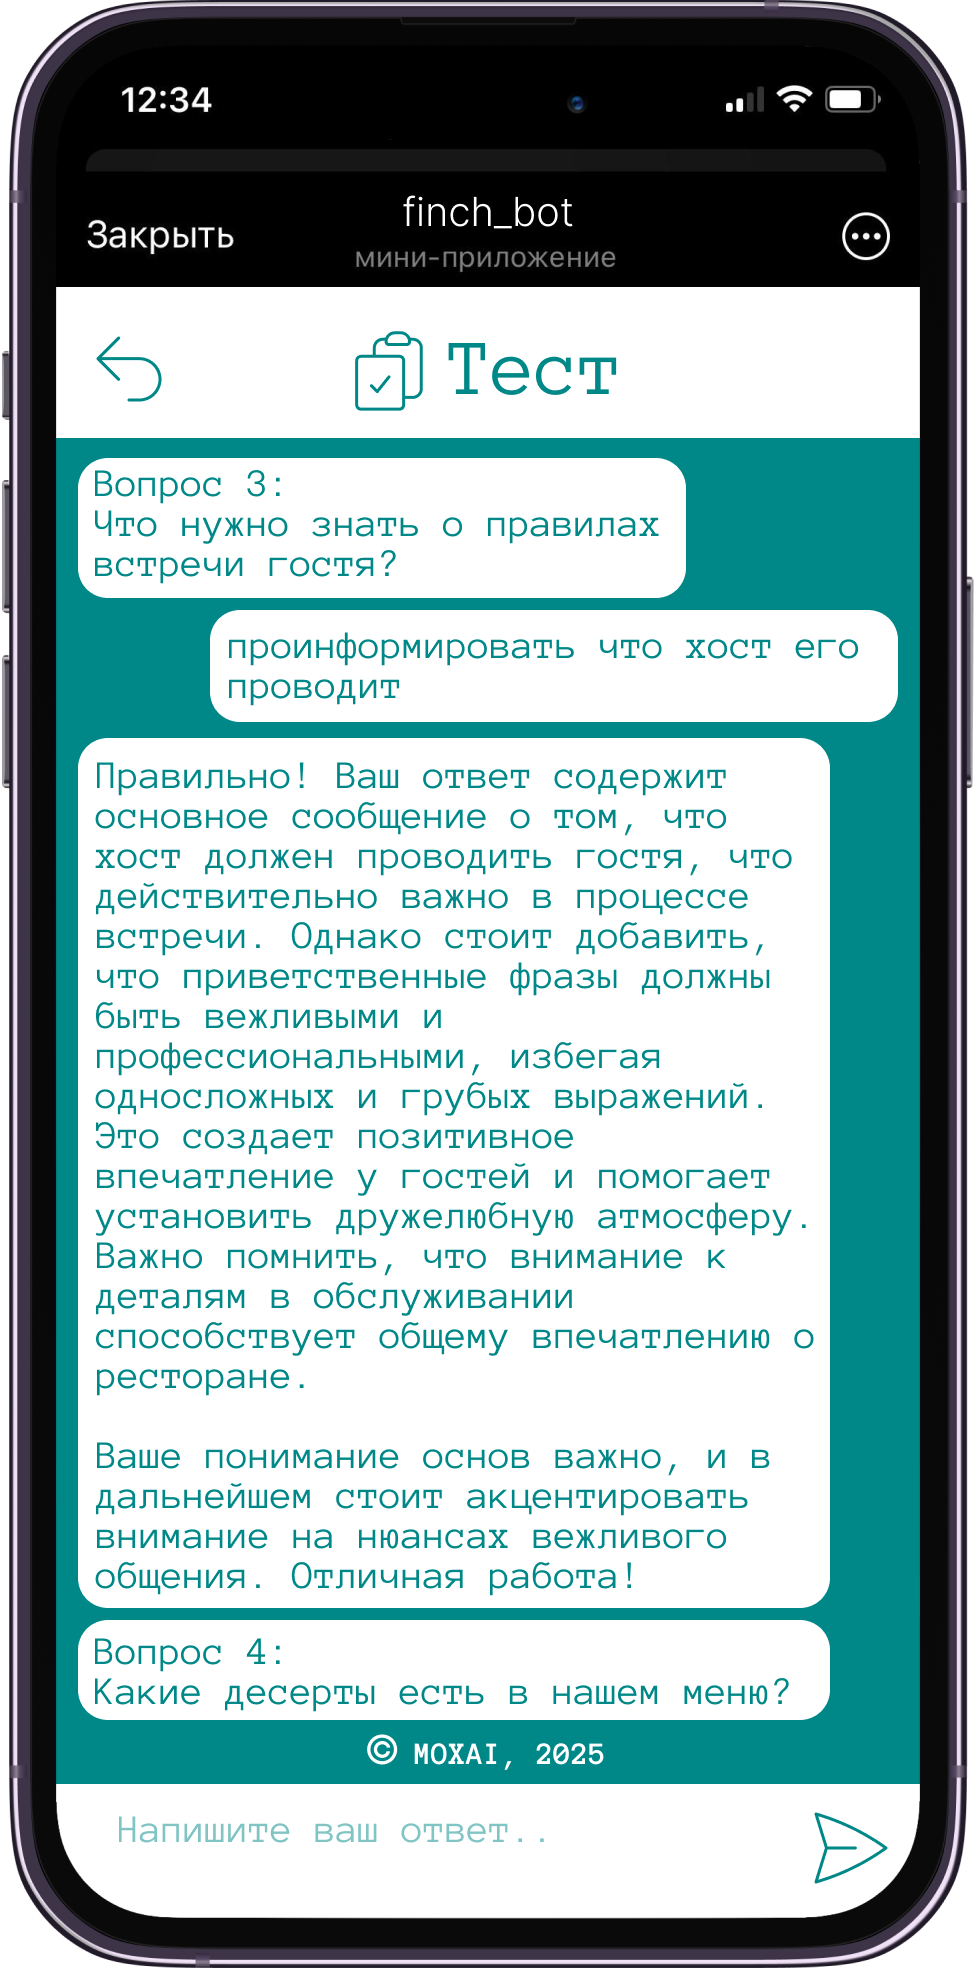 12:34
Закрыть
finch_bot
мини-приложение
Тест
Вопрос 3:
Что нужно знать о правилах
встречи гостя?
проинформировать что хост его
проводит
Правильно! Ваш ответ содержит
основное сообщение о том, что
хост должен проводить гостя, что
действительно важно в процессе
встречи. Однако стоит добавить,
что приветственные фразы должны
быть вежливыми и
профессиональными, избегая
односложных и грубых выражений.
Это создает позитивное
впечатление у гостей и помогает
установить дружелюбную атмосферу.
Важно помнить, что внимание к
деталям в обслуживании
способствует общему впечатлению о
ресторане.
Ваше понимание основ важно, и в
дальнейшем стоит акцентировать
внимание на нюансах вежливого
общения. Отличная работа!
Вопрос 4:
Какие десерты есть в нашем меню?
© MOXAI, 2025
Напишите ваш ответ..